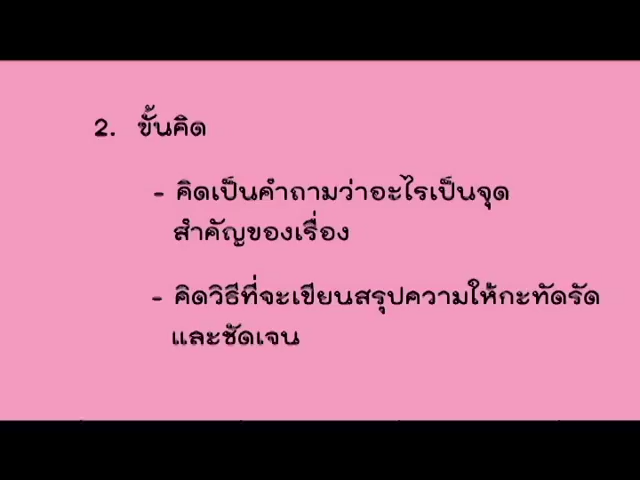 2. ขั้นคิด
- คิดเป็นคำถามว่าอะไรเป็นจุด
สำคัญของเรื่อง
- คิดวิธีที่จะเขียนสรุปความให้กะทัดรัด
และชัดเจน